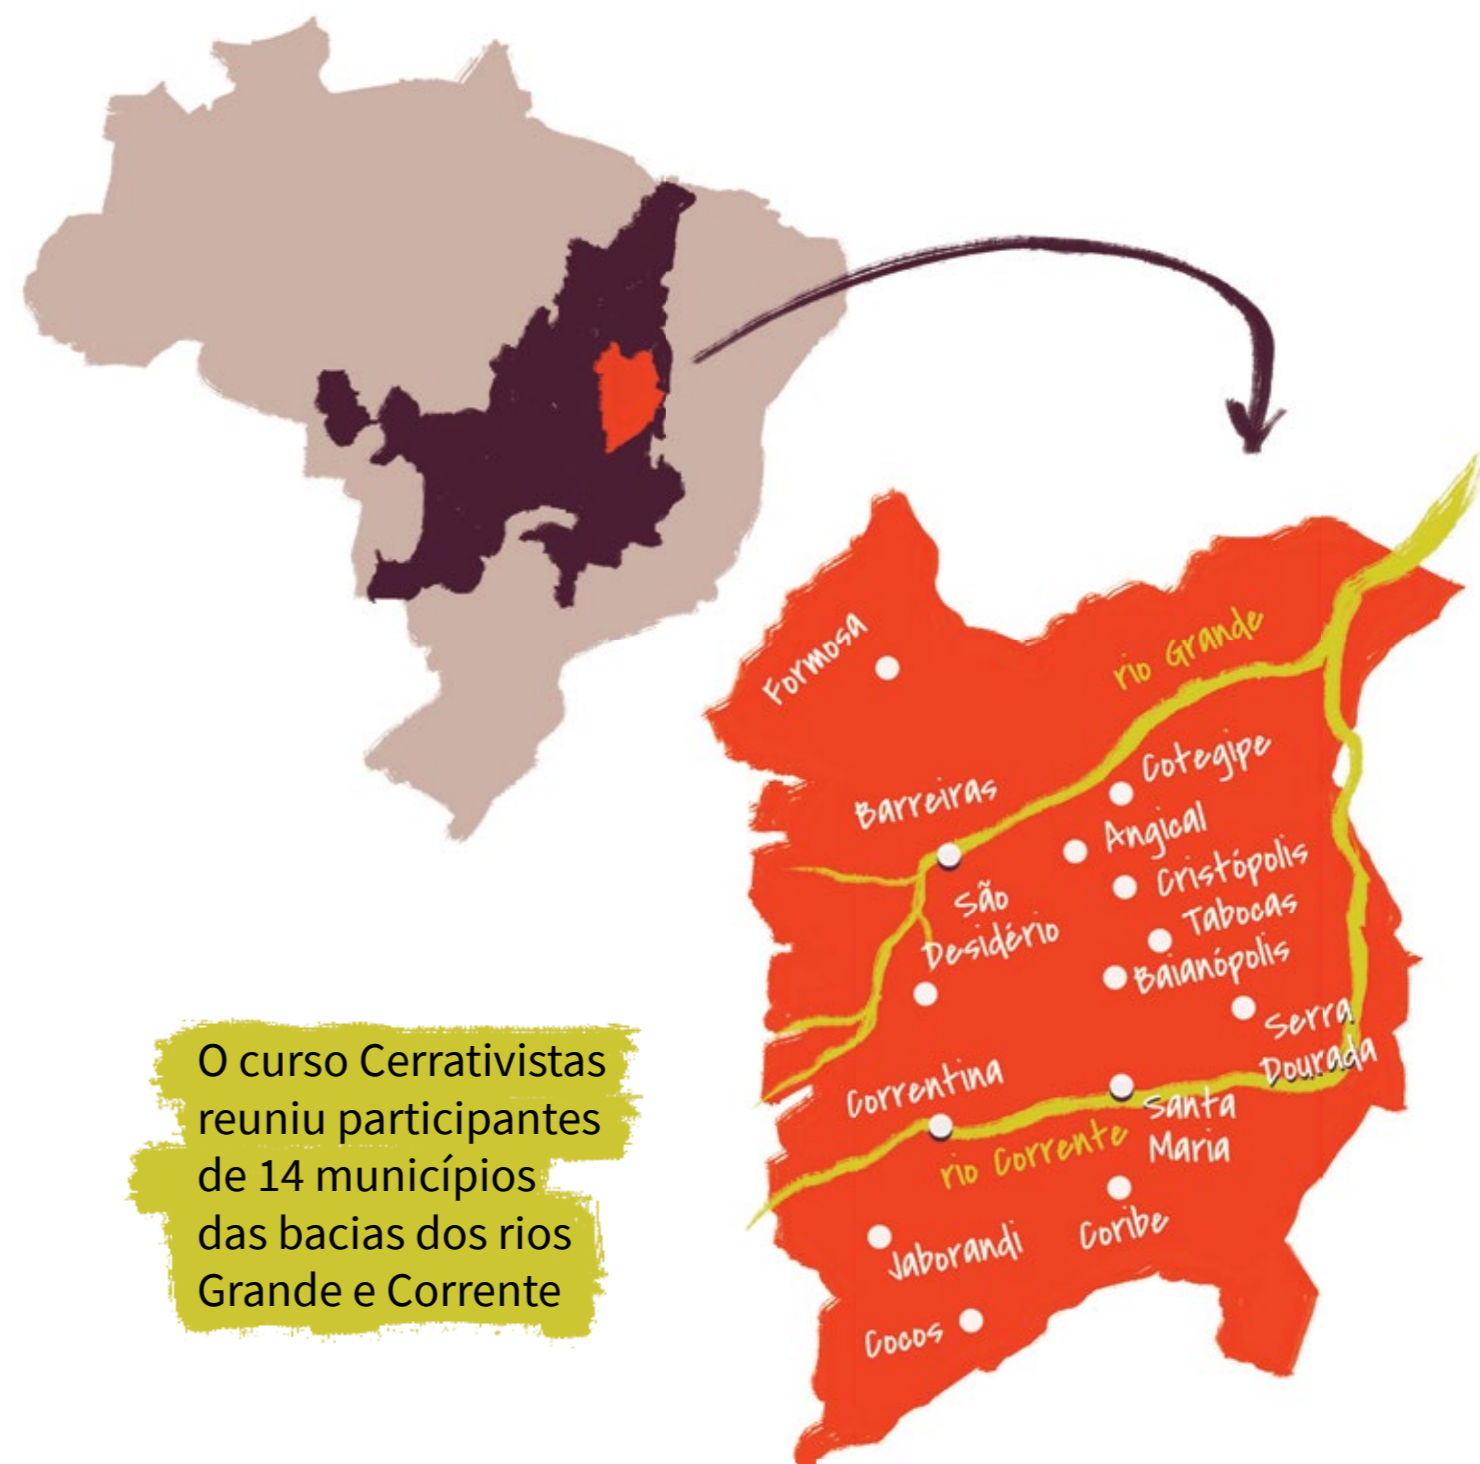 Formosa
rio Grande
Cotegipe
Barreiras
Angical
Cristópolis
São
Desidério
Tabocas
Baianópolis
Serra
Dourada
Correntina
Santa
Maria
rio Corrente
Coribe
Jaborandi
Cocos
O curso Cerrativistas
reuniu participantes
de 14 municípios
das bacias dos rios
Grande e Corrente